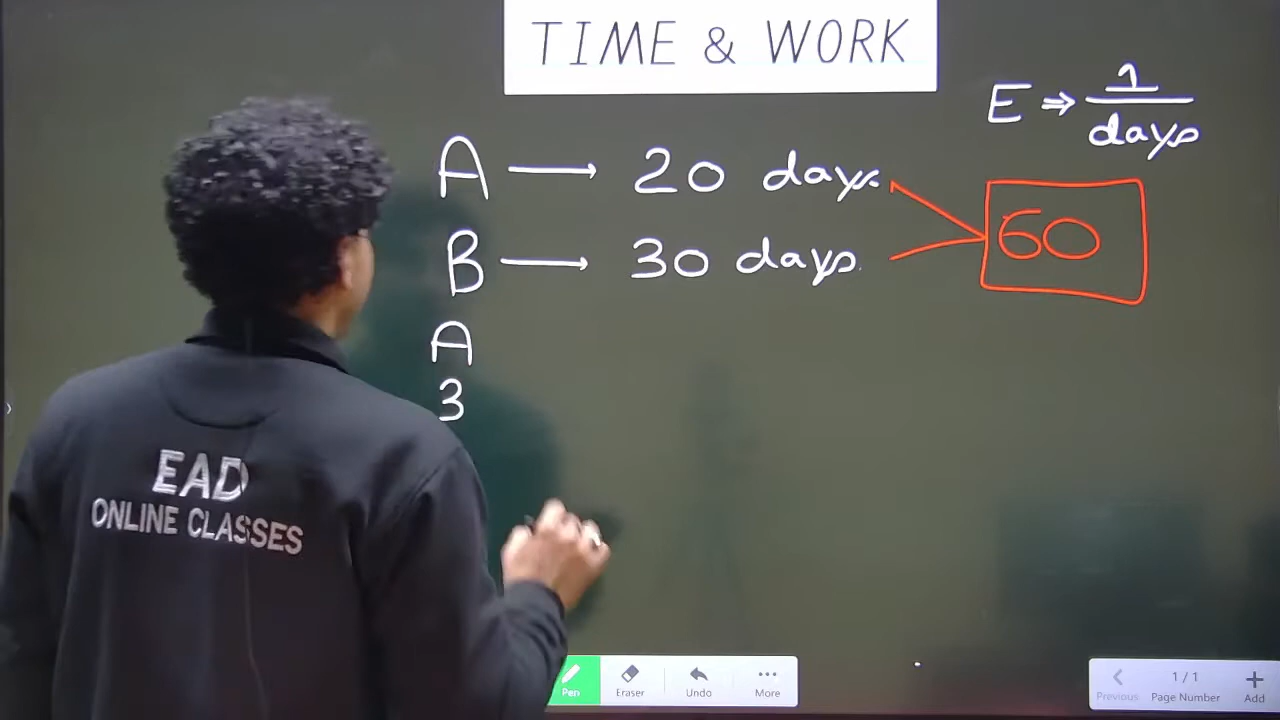 TIME & WORK
E ⇒ 1/days
A → 20 days
B → 30 days
60
A
3
EAD
ONLINE CLASSES
Pen
Eraser
Undo
More
Previous
1 / 1
Page Number
Add